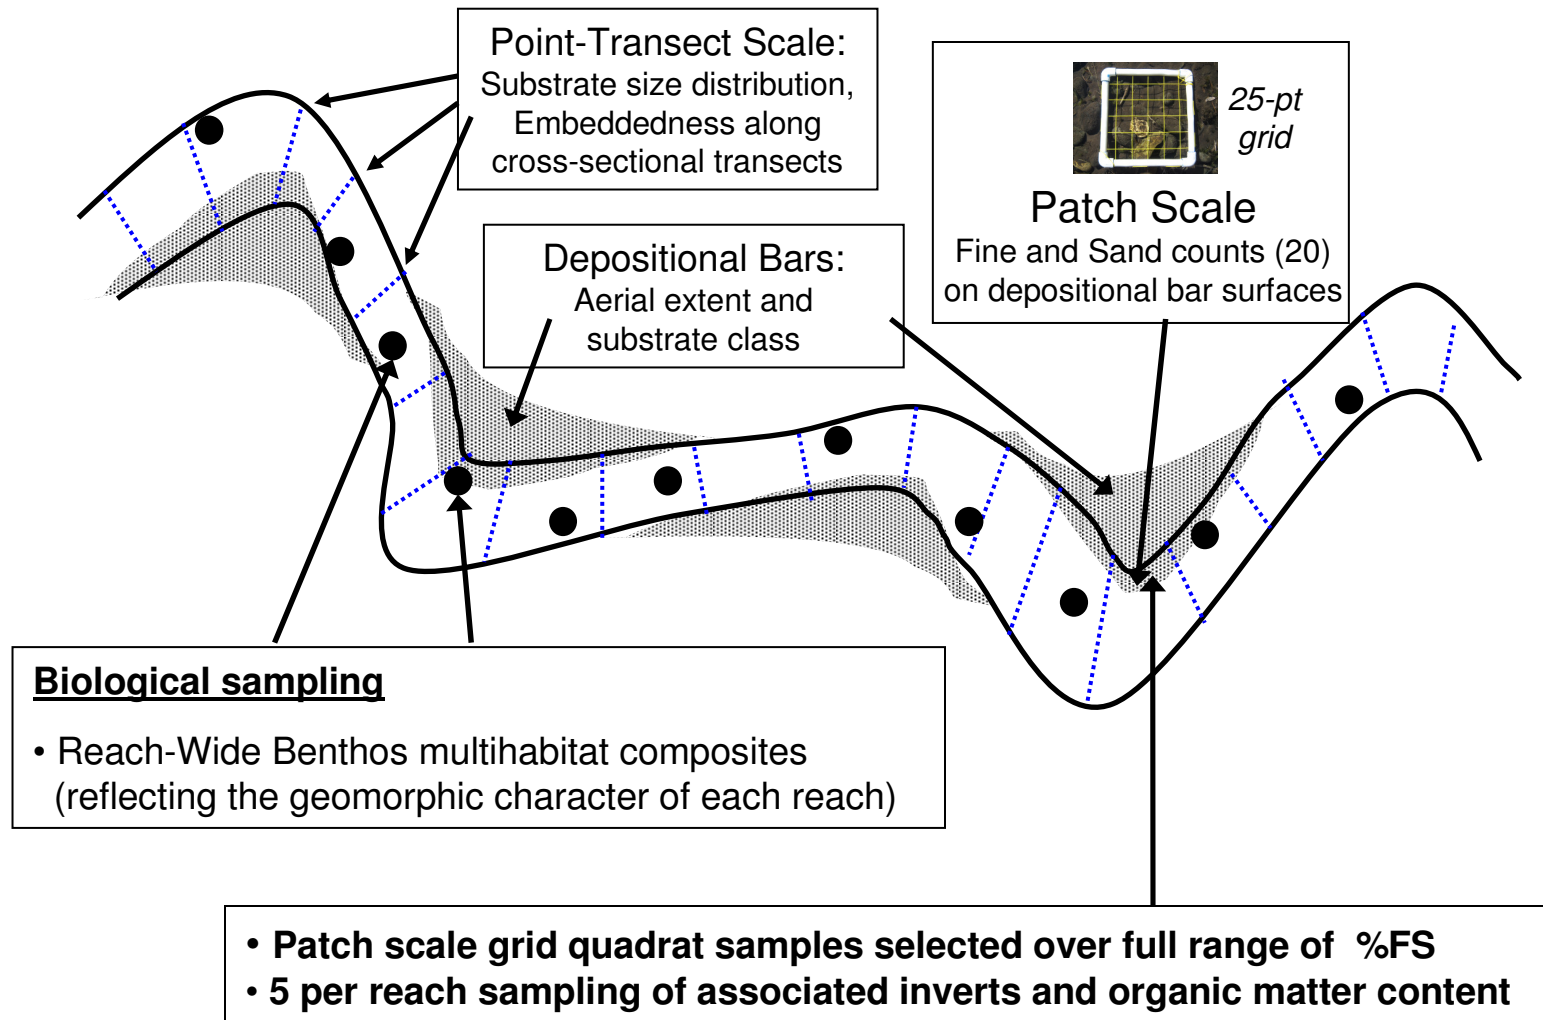 Point-Transect Scale:
Substrate size distribution,
Embeddedness along
cross-sectional transects
25-pt
grid
Patch Scale
Fine and Sand counts (20)
on depositional bar surfaces
Depositional Bars:
Aerial extent and
substrate class
Biological sampling
• Reach-Wide Benthos multihabitat composites
(reflecting the geomorphic character of each reach)
• Patch scale grid quadrat samples selected over full range of %FS
• 5 per reach sampling of associated inverts and organic matter content